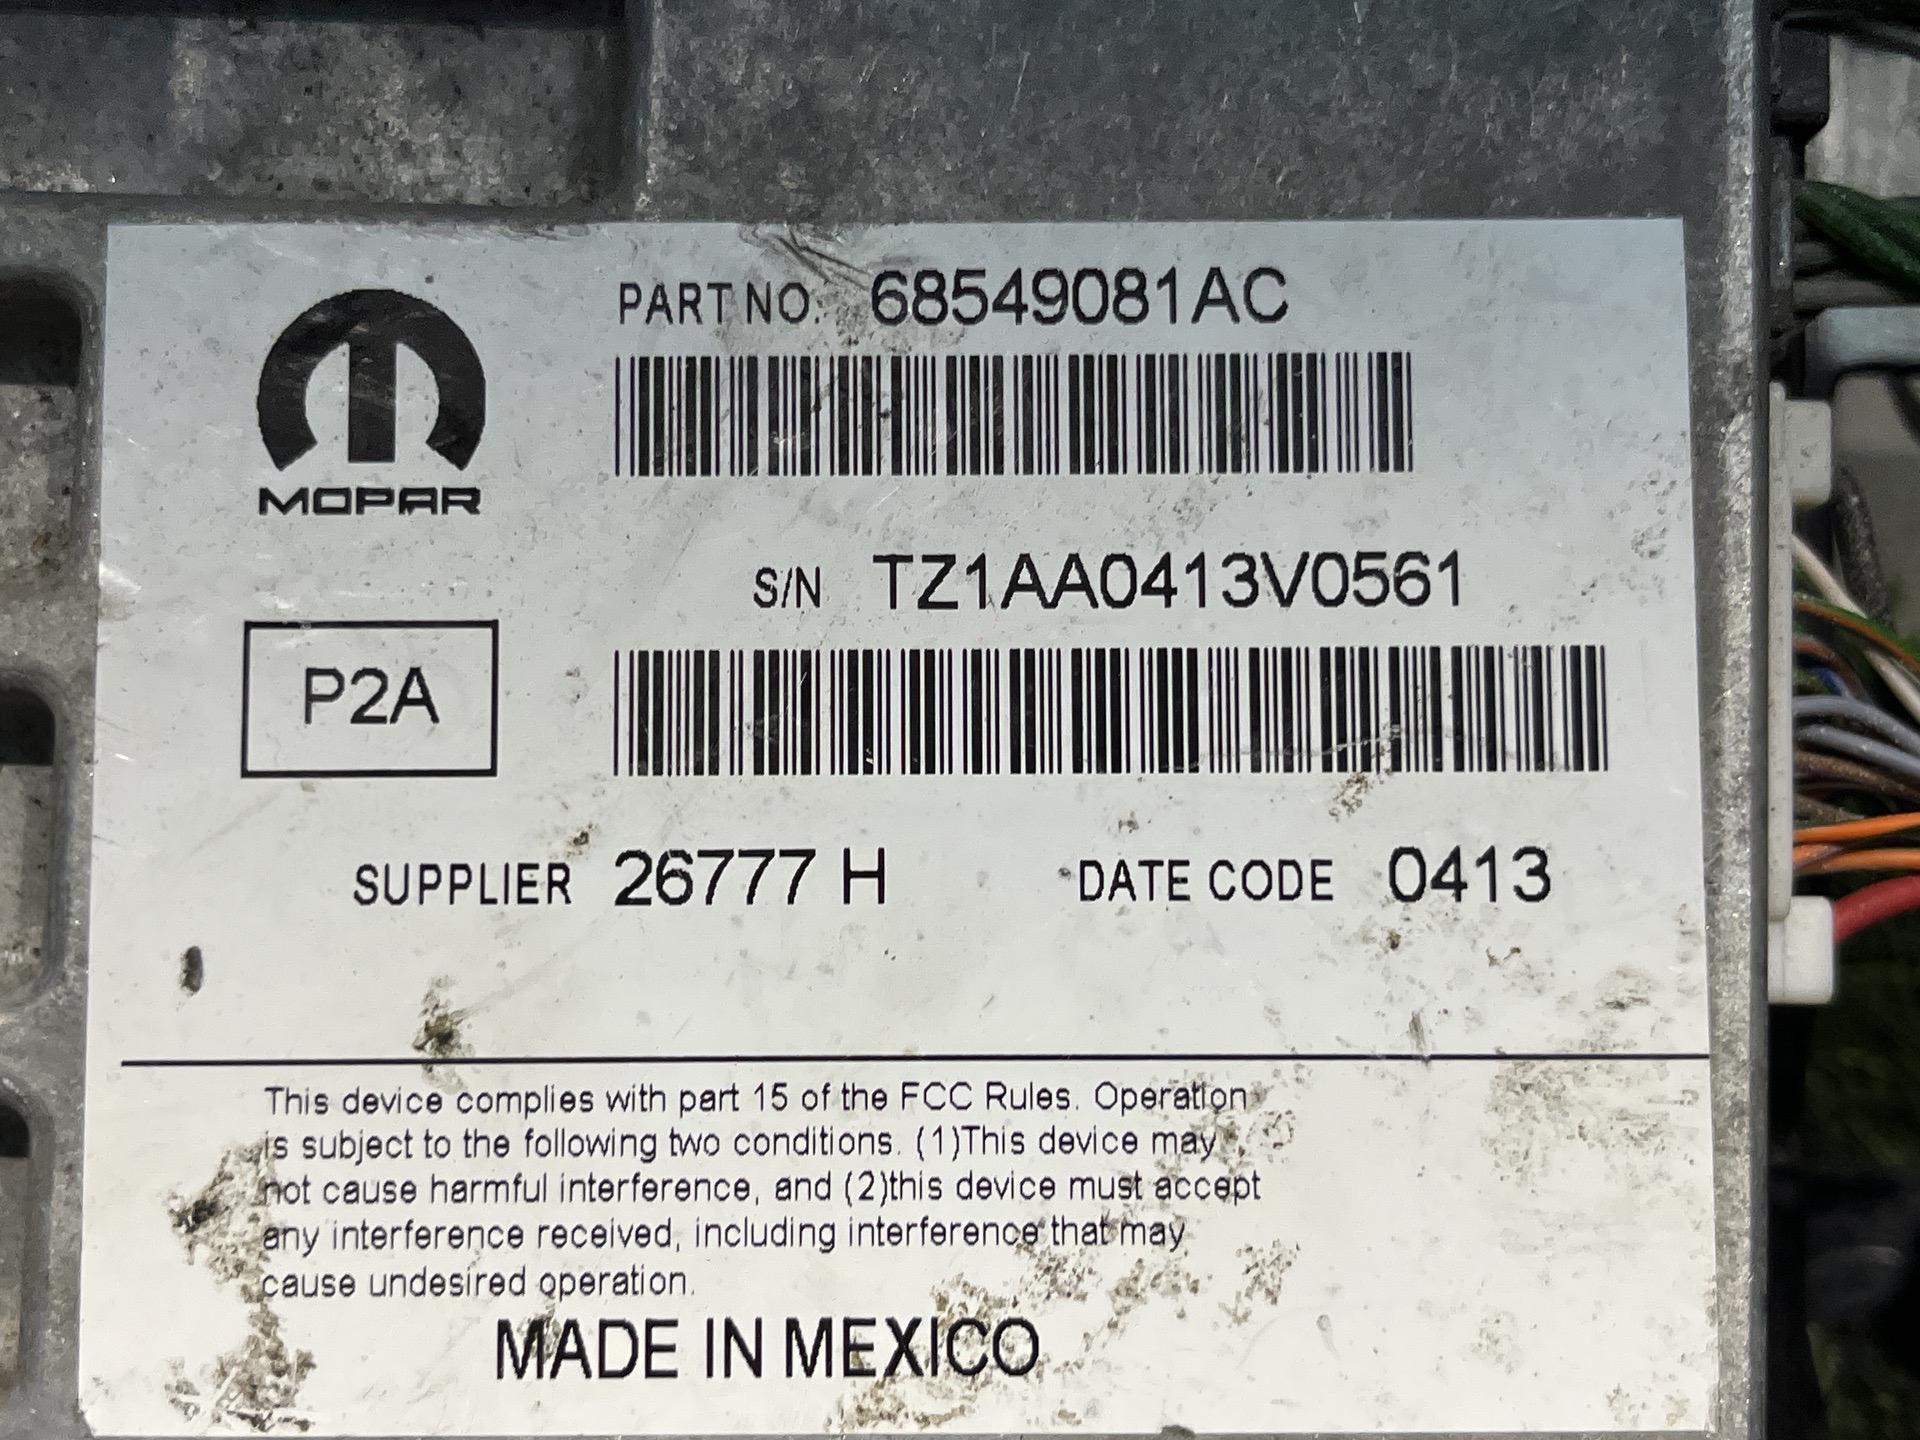 PART NO. 68549081AC
MOPAR
S/N TZ1AA0413V0561
P2A
SUPPLIER 26777 H DATE CODE 0413
This device complies with part 15 of the FCC Rules. Operation
is subject to the following two conditions. (1)This device may
not cause harmful interference, and (2)this device must accept
any interference received, including interference that may
cause undesired operation.
MADE IN MEXICO